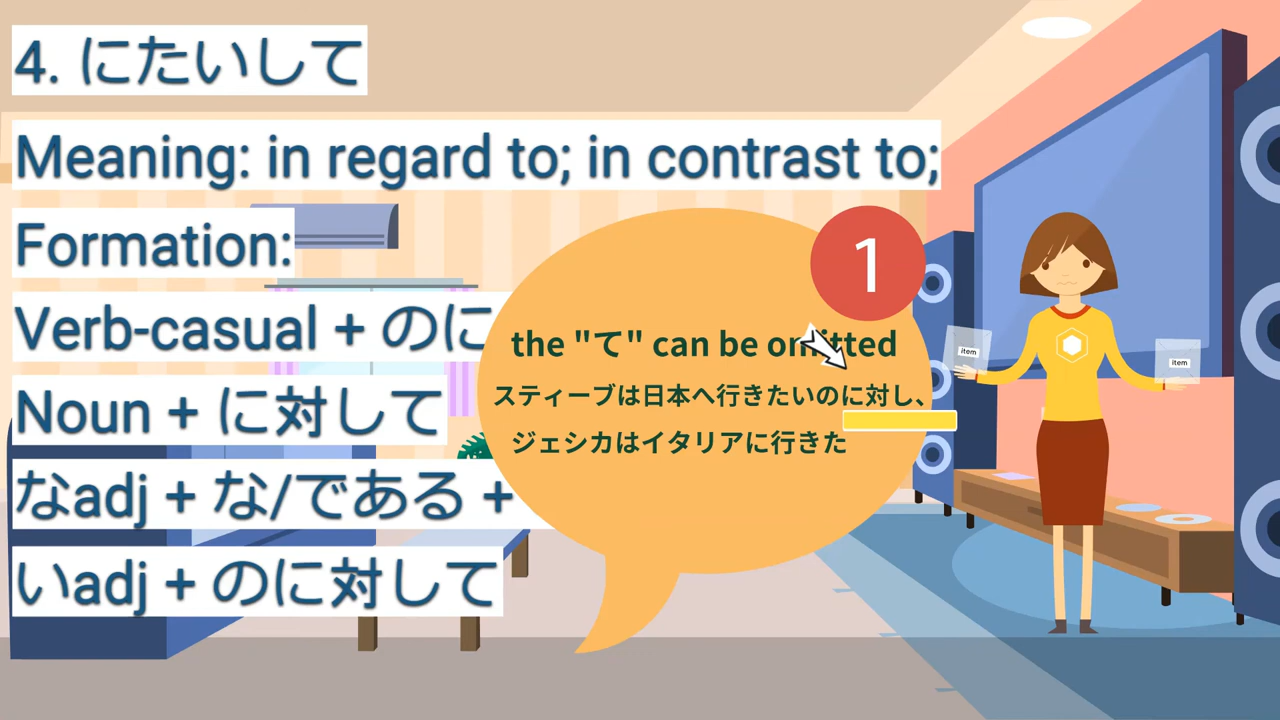 4. にたいして
Meaning: in regard to; in contrast to;
Formation:
Verb-casual + のに
Noun + に対して
なadj + な/である +
いadj + のに対して
1
the "て" can be omitted
スティーブは日本へ行きたいのに対し、
ジェシカはイタリアに行きた
item
item